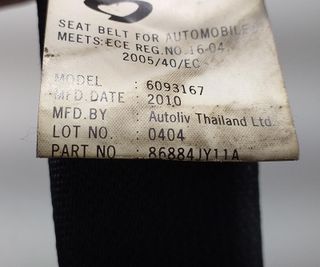 SEAT BELT FOR AUTOMOBILES
MEETS:ECE REG.NO.16-04
2005/40/EC
MODEL : 6093167
MFD.DATE : 2010
MFD.BY : Autoliv Thailand Ltd.
LOT NO. : 0404
PART NO : 86884JY11A